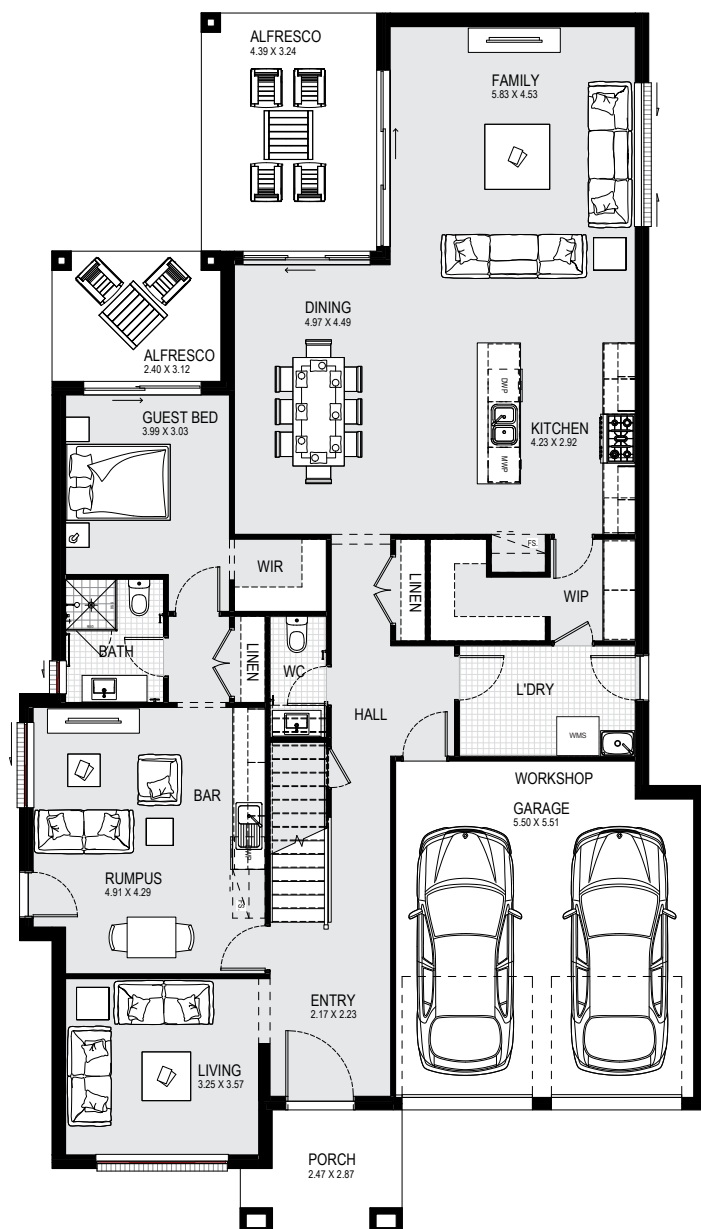 ALFRESCO
4.39 X 3.24
FAMILY
5.83 X 4.53
DINING
4.97 X 4.49
ALFRESCO
2.40 X 3.12
GUEST BED
3.99 X 3.03
DWP
KITCHEN
4.23 X 2.92
MWP
FS.
WIR
LINEN
WIP
BATH
LINEN
WC
L'DRY
HALL
WMS
WORKSHOP
GARAGE
5.50 X 5.51
BAR
RUMPUS
4.91 X 4.29
FS.
ENTRY
2.17 X 2.23
LIVING
3.25 X 3.57
PORCH
2.47 X 2.87